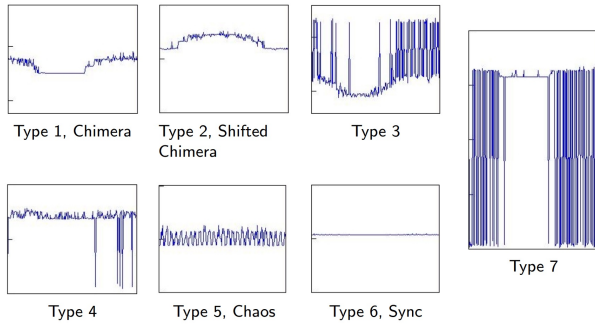 Type 1, Chimera
Type 2, Shifted
Chimera
Type 3
Type 7
Type 4
Type 5, Chaos
Type 6, Sync